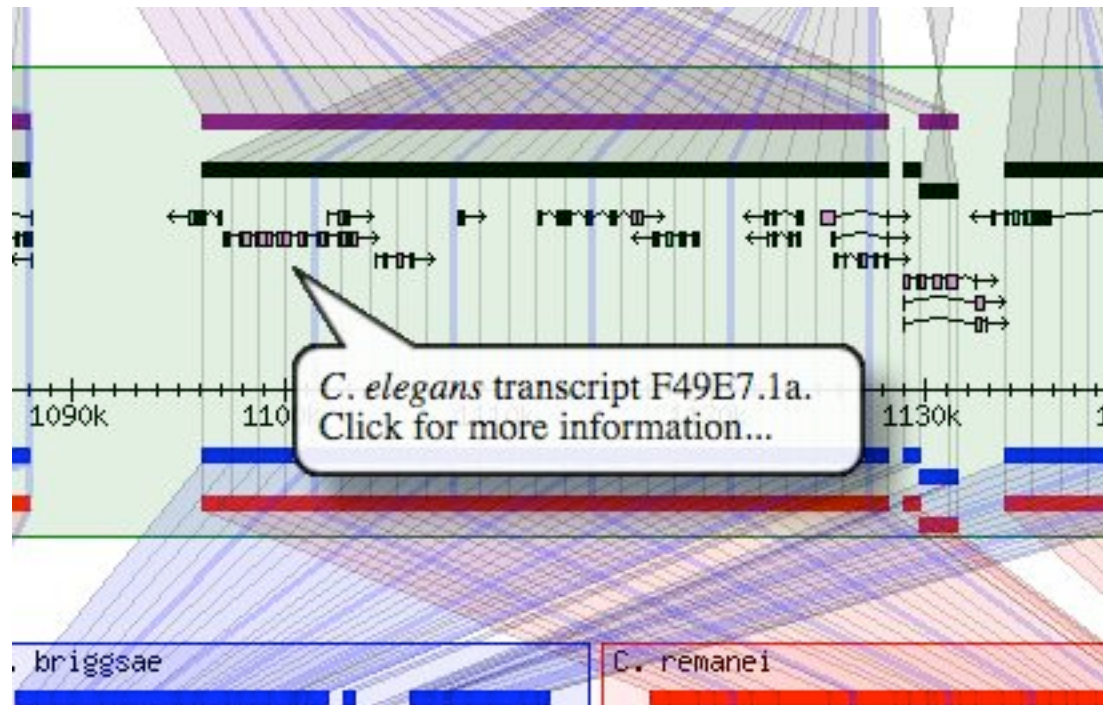 C. elegans transcript F49E7.1a.
Click for more information...
1090k
1130k
. briggsae
C. remanei